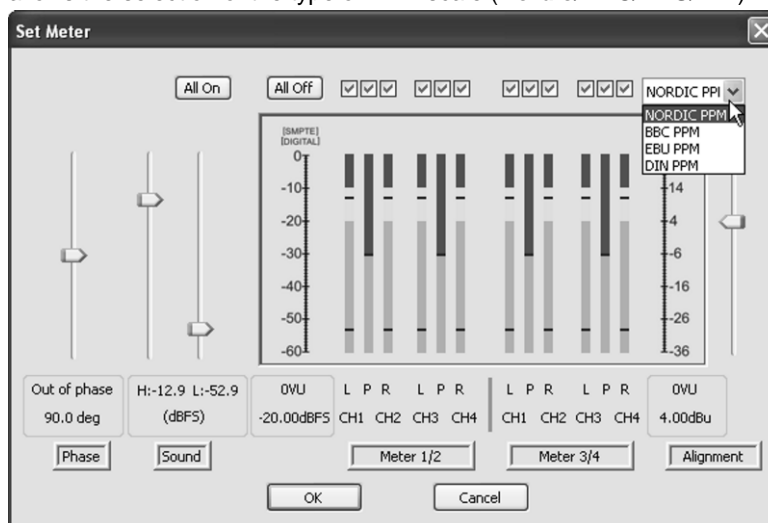 Set Meter
All On
All Off
NORDIC PPI
NORDIC PPM
BBC PPM
EBU PPM
DIN PPM
[SMPTE]
[DIGITAL]
0
-10
-20
-30
-40
-50
-60
14
4
-6
-16
-26
-36
Out of phase
90.0 deg
H:-12.9 L:-52.9
(dBFS)
0VU
-20.00dBFS
L P R L P R L P R L P R
CH1 CH2 CH3 CH4 CH1 CH2 CH3 CH4
0VU
4.00dBu
Phase
Sound
Meter 1/2
Meter 3/4
Alignment
OK
Cancel